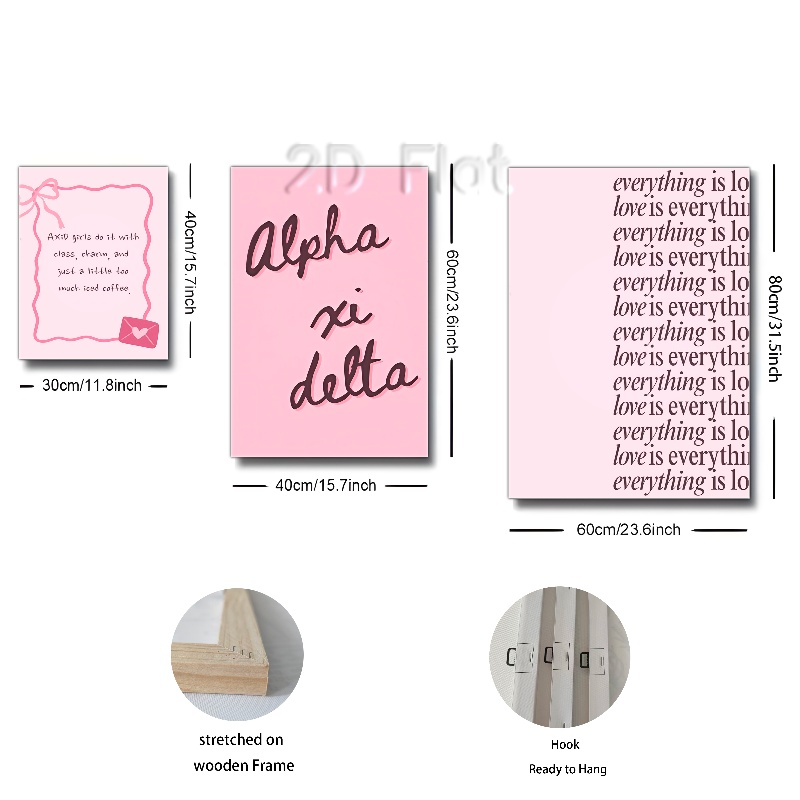 2D Flat
AXiD girls do it with
class, charm, and
just a little too
much iced coffee.
40cm/15.7inch
30cm/11.8inch
Alpha
xi
delta
60cm/23.6inch
40cm/15.7inch
everything is lo
love is everythi
everything is lo
love is everythi
everything is lo
love is everythi
everything is lo
love is everythi
everything is lo
love is everythi
everything is lo
love is everythi
everything is lo
80cm/31.5inch
60cm/23.6inch
stretched on
wooden Frame
Hook
Ready to Hang